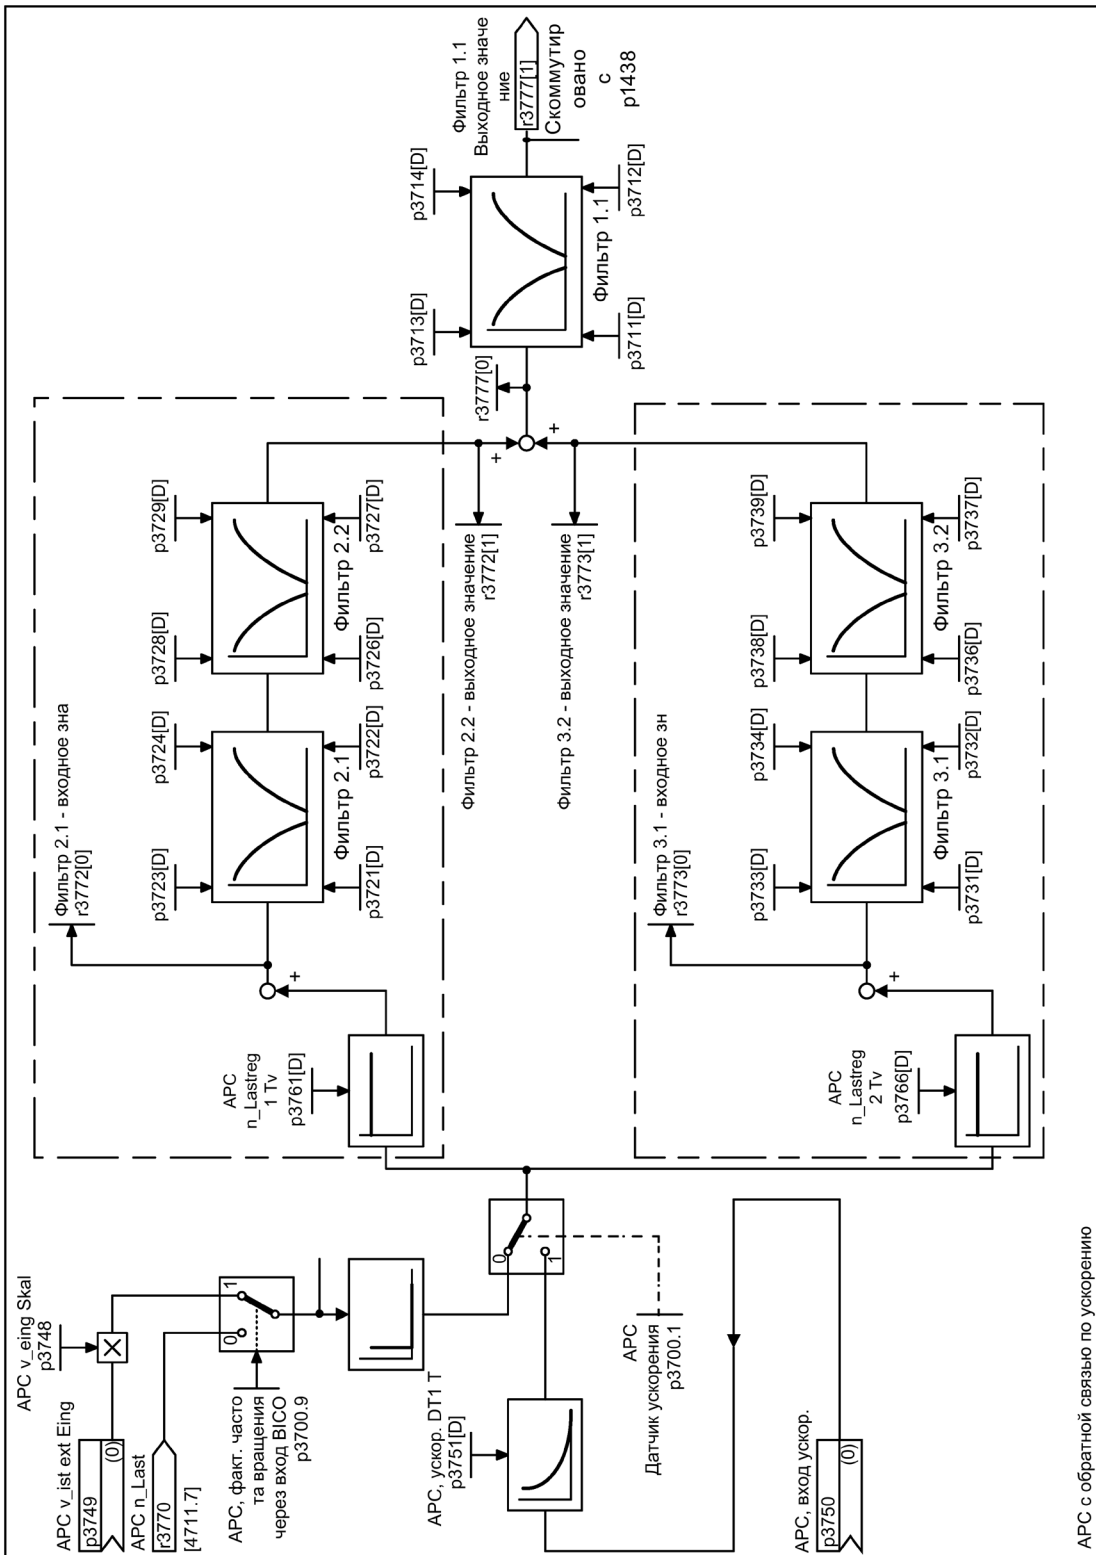 APC v_ist ext Eing
p3749
(0)
APC n_Last
r3770
[4711.7]
APC v_eing Skal
p3748
0
1
APC, факт. часто
та вращения
через вход BICO
p3700.9
APC, ускор. DT1 T
p3751[D]
0
1
APC
Датчик ускорения
p3700.1
APC, вход ускор.
p3750
(0)
APC
n_Lastreg
1 Tv
p3761[D]
+
Фильтр 2.1 - входное зна
r3772[0]
p3723[D]
p3724[D]
p3721[D]
p3722[D]
Фильтр 2.1
p3728[D]
p3729[D]
p3726[D]
p3727[D]
Фильтр 2.2
Фильтр 2.2 - выходное значение
r3772[1]
+
APC
n_Lastreg
2 Tv
p3766[D]
+
Фильтр 3.1 - входное зн
r3773[0]
p3733[D]
p3734[D]
p3731[D]
p3732[D]
Фильтр 3.1
p3738[D]
p3739[D]
p3736[D]
p3737[D]
Фильтр 3.2
Фильтр 3.2 - выходное значение
r3773[1]
+
r3777[0]
p3713[D]
p3714[D]
p3711[D]
p3712[D]
Фильтр 1.1
Фильтр 1.1
Выходное значе
ние
r3777[1]
Скоммутир
овано
с
p1438
APC с обратной связью по ускорению